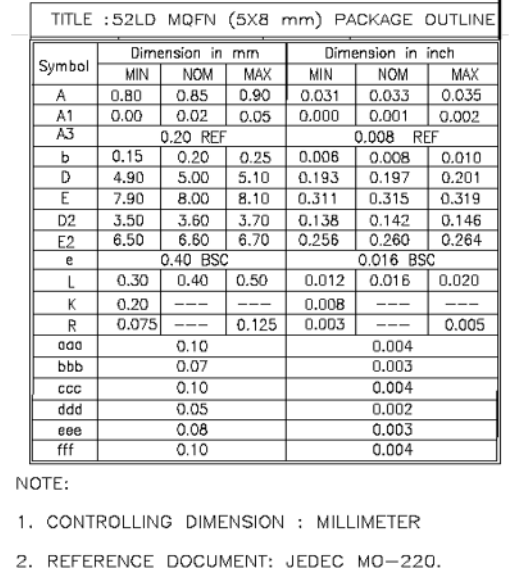 TITLE :52LD MQFN (5X8 mm) PACKAGE OUTLINE
Symbol Dimension in mm Dimension in inch
MIN NOM MAX MIN NOM MAX
A 0.80 0.85 0.90 0.031 0.033 0.035
A1 0.00 0.02 0.05 0.000 0.001 0.002
A3 0.20 REF 0.008 REF
b 0.15 0.20 0.25 0.006 0.008 0.010
D 4.90 5.00 5.10 0.193 0.197 0.201
E 7.90 8.00 8.10 0.311 0.315 0.319
D2 3.50 3.60 3.70 0.138 0.142 0.146
E2 6.50 6.60 6.70 0.256 0.260 0.264
e 0.40 BSC 0.016 BSC
L 0.30 0.40 0.50 0.012 0.016 0.020
K 0.20 --- --- 0.008 --- ---
R 0.075 --- 0.125 0.003 --- 0.005
aaa 0.10 0.004
bbb 0.07 0.003
ccc 0.10 0.004
ddd 0.05 0.002
eee 0.08 0.003
fff 0.10 0.004
NOTE:
1. CONTROLLING DIMENSION : MILLIMETER
2. REFERENCE DOCUMENT: JEDEC MO-220.